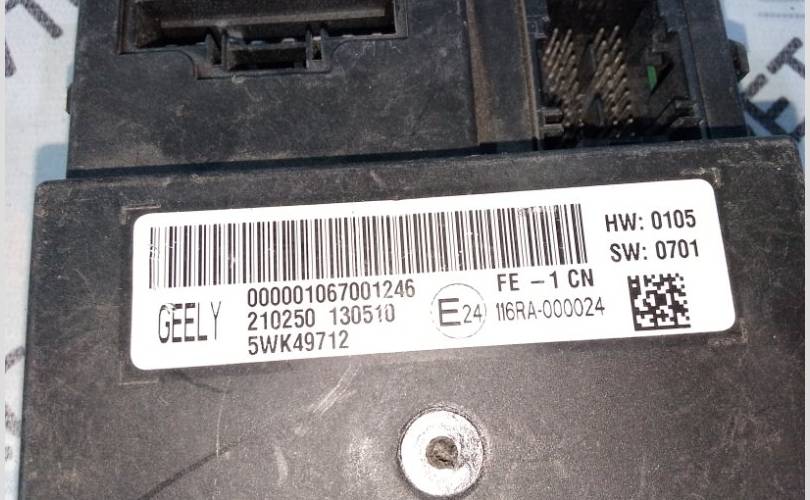 HW: 0105
SW: 0701
FE - 1 CN
GEELY
000001067001246
210250 130510
5WK49712
E24
116RA-000024